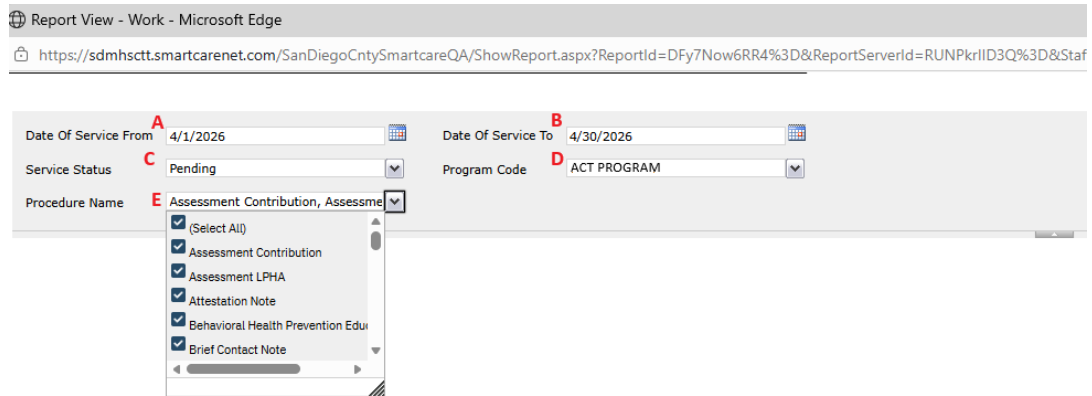 Report View - Work - Microsoft Edge
https://sdmhsctt.smartcarenet.com/SanDiegoCntySmartcareQA/ShowReport.aspx?ReportId=DFy7Now6RR4%3D&ReportServerId=RUNPkrIID3Q%3D&Staf
Date Of Service From A 4/1/2026 Date Of Service To B 4/30/2026
Service Status C Pending Program Code D ACT PROGRAM
Procedure Name E Assessment Contribution, Assessme
(Select All)
Assessment Contribution
Assessment LPHA
Attestation Note
Behavioral Health Prevention Edu
Brief Contact Note